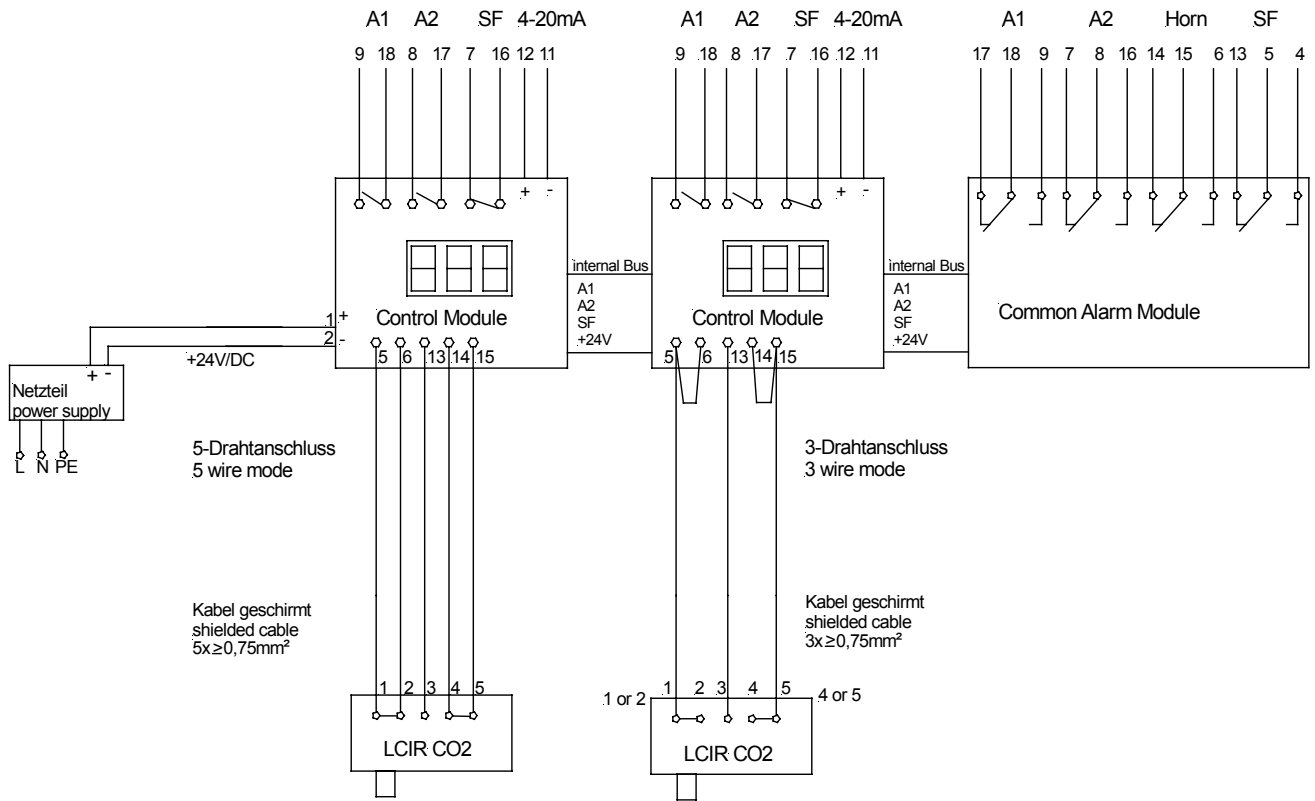 A1 A2 SF 4-20mA
9 18 8 17 7 16 12 11
A1 A2 SF 4-20mA
9 18 8 17 7 16 12 11
A1 A2 Horn SF
17 18 9 7 8 16 14 15 6 13 5 4
+ -
+ -
internal Bus
A1
A2
SF
+24V
internal Bus
A1
A2
SF
+24V
Control Module
Control Module
Common Alarm Module
1 +
2 -
5 6 13 14 15
5 6 13 14 15
+24V/DC
+ -
Netzteil
power supply
L N PE
5-Drahtanschluss
5 wire mode
3-Drahtanschluss
3 wire mode
Kabel geschirmt
shielded cable
5x≥0,75mm²
Kabel geschirmt
shielded cable
3x≥0,75mm²
1 2 3 4 5
LCIR CO2
1 or 2
1 2 3 4 5
4 or 5
LCIR CO2